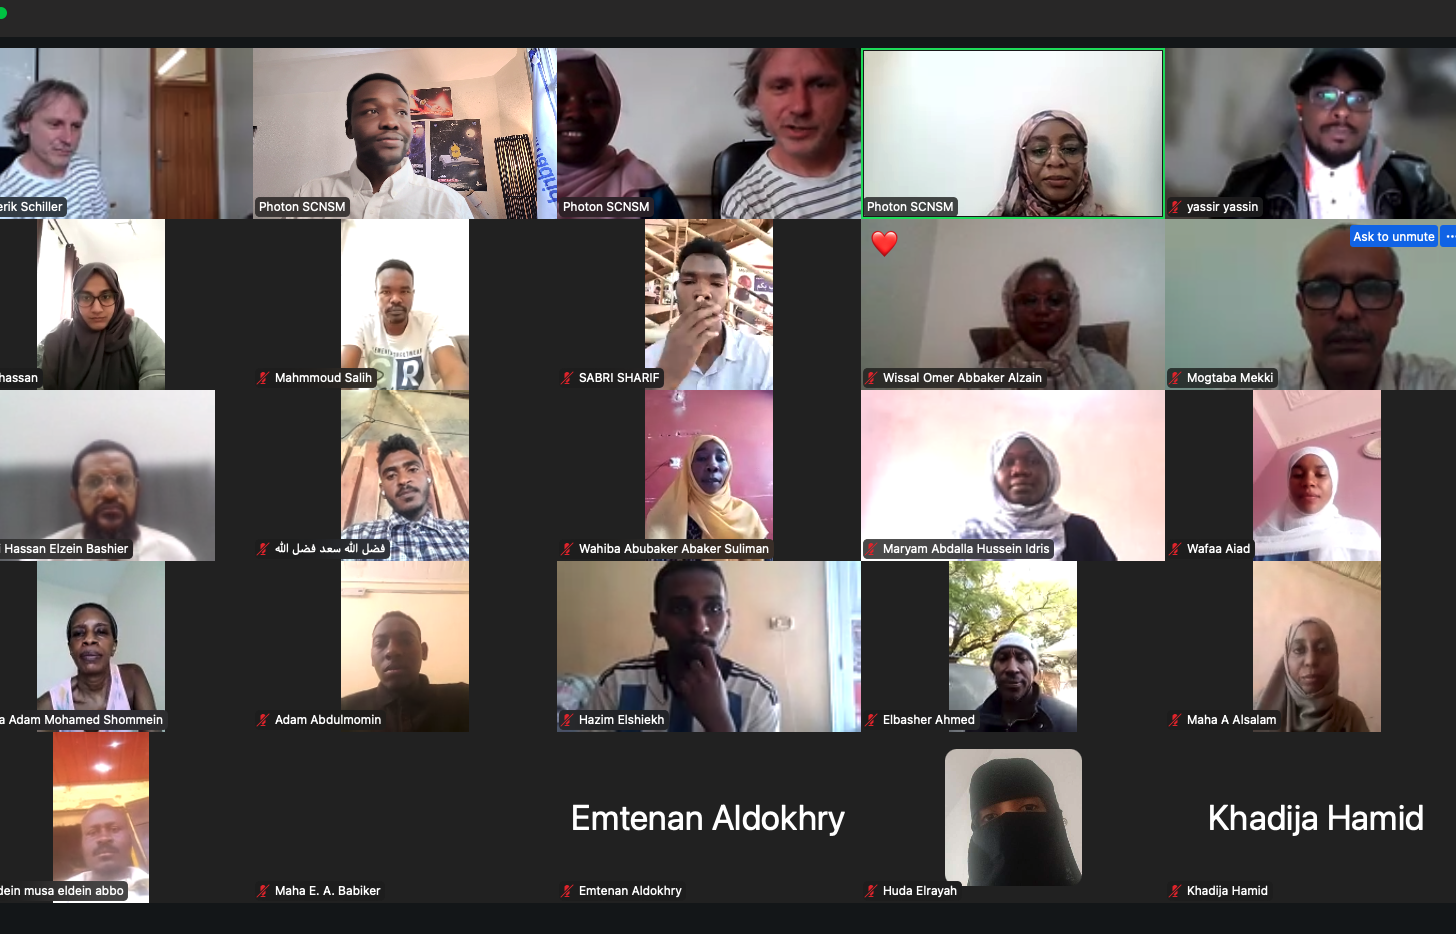 erik Schiller
Photon SCNSM
Photon SCNSM
Photon SCNSM
yassir yassin
Ask to unmute
hassan
Mahmmoud Salih
SABRI SHARIF
Wissal Omer Abbaker Alzain
Mogtaba Mekki
Hassan Elzein Bashier
فضل الله سعد فضل الله
Wahiba Abubaker Abaker Suliman
Maryam Abdalla Hussein Idris
Wafaa Aiad
a Adam Mohamed Shommein
Adam Abdulmomin
Hazim Elshiekh
Elbasher Ahmed
Maha A Alsalam
Emtenan Aldokhry
Khadija Hamid
dein musa eldein abbo
Maha E. A. Babiker
Emtenan Aldokhry
Huda Elrayah
Khadija Hamid